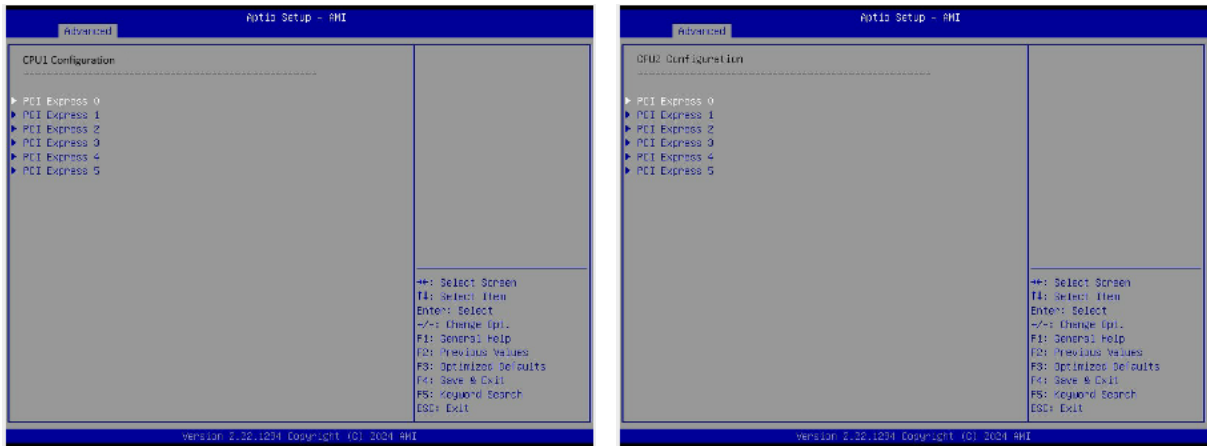 Aptio Setup - AMI
Advanced
CPU1 Configuration
PCI Express 0
PCI Express 1
PCI Express 2
PCI Express 3
PCI Express 4
PCI Express 5
→←: Select Screen
↑↓: Select Item
Enter: Select
+/-: Change Opt.
F1: General Help
F2: Previous Values
F3: Optimized Defaults
F4: Save & Exit
F5: Keyword Search
ESC: Exit
Version 2.22.1294 Copyright (C) 2024 AMI
Aptio Setup - AMI
Advanced
CPU2 Configuration
PCI Express 0
PCI Express 1
PCI Express 2
PCI Express 3
PCI Express 4
PCI Express 5
→←: Select Screen
↑↓: Select Item
Enter: Select
+/-: Change Opt.
F1: General Help
F2: Previous Values
F3: Optimized Defaults
F4: Save & Exit
F5: Keyword Search
ESC: Exit
Version 2.22.1294 Copyright (C) 2024 AMI